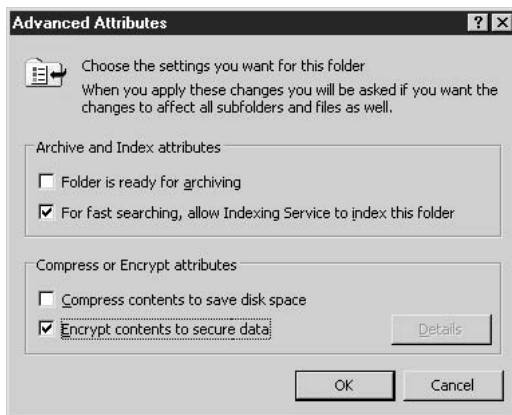 Advanced Attributes
Choose the settings you want for this folder
When you apply these changes you will be asked if you want the
changes to affect all subfolders and files as well.
Archive and Index attributes
Folder is ready for archiving
For fast searching, allow Indexing Service to index this folder
Compress or Encrypt attributes
Compress contents to save disk space
Encrypt contents to secure data
Details
OK
Cancel